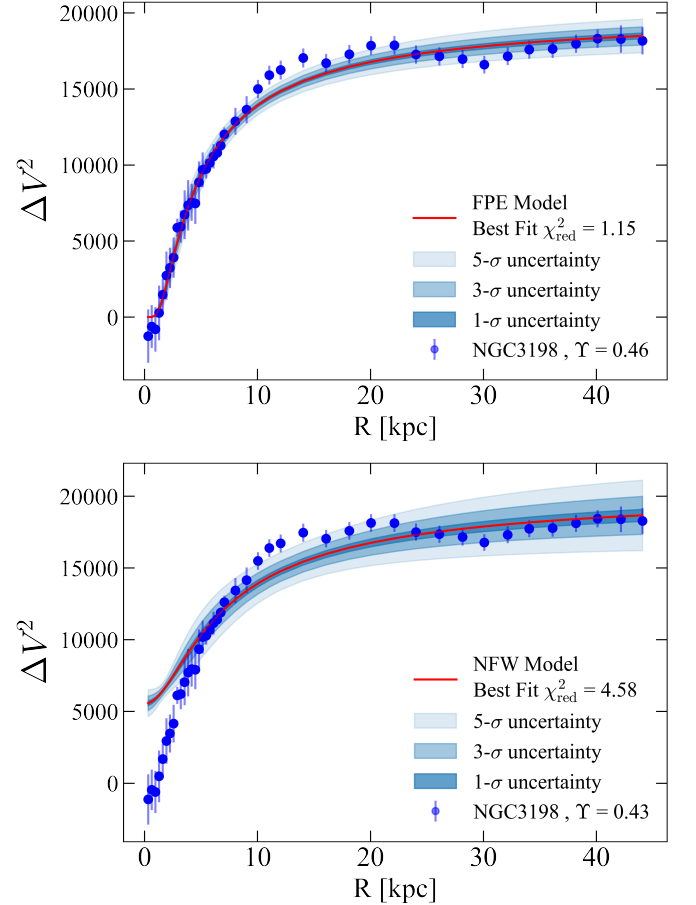 20000
15000
10000
5000
0
ΔV²
FPE Model
Best Fit χ²red = 1.15
5-σ uncertainty
3-σ uncertainty
1-σ uncertainty
NGC3198 , ϒ = 0.46
0 10 20 30 40
R [kpc]
20000
15000
10000
5000
0
ΔV²
NFW Model
Best Fit χ²red = 4.58
5-σ uncertainty
3-σ uncertainty
1-σ uncertainty
NGC3198 , ϒ = 0.43
0 10 20 30 40
R [kpc]